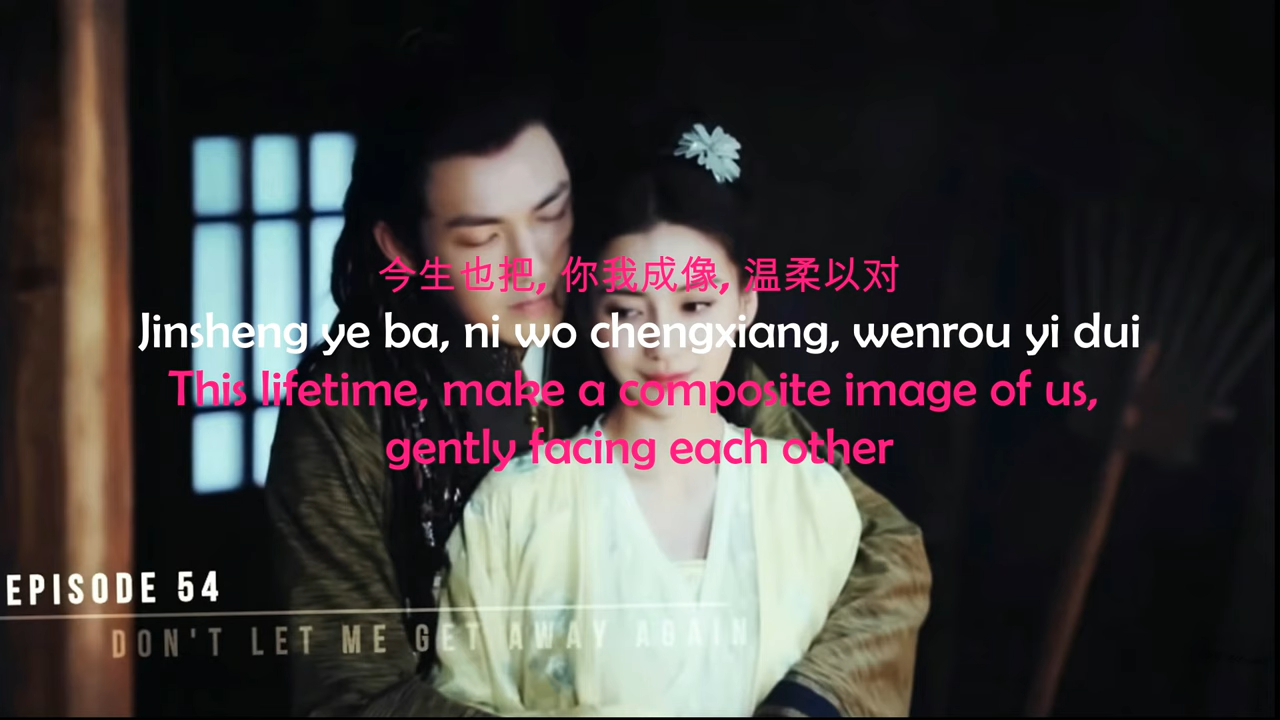 今生也把, 你我成像, 温柔以对
Jinsheng ye ba, ni wo chengxiang, wenrou yi dui
This lifetime, make a composite image of us,
gently facing each other
EPISODE 54
DON'T LET ME GET AWAY AGAIN